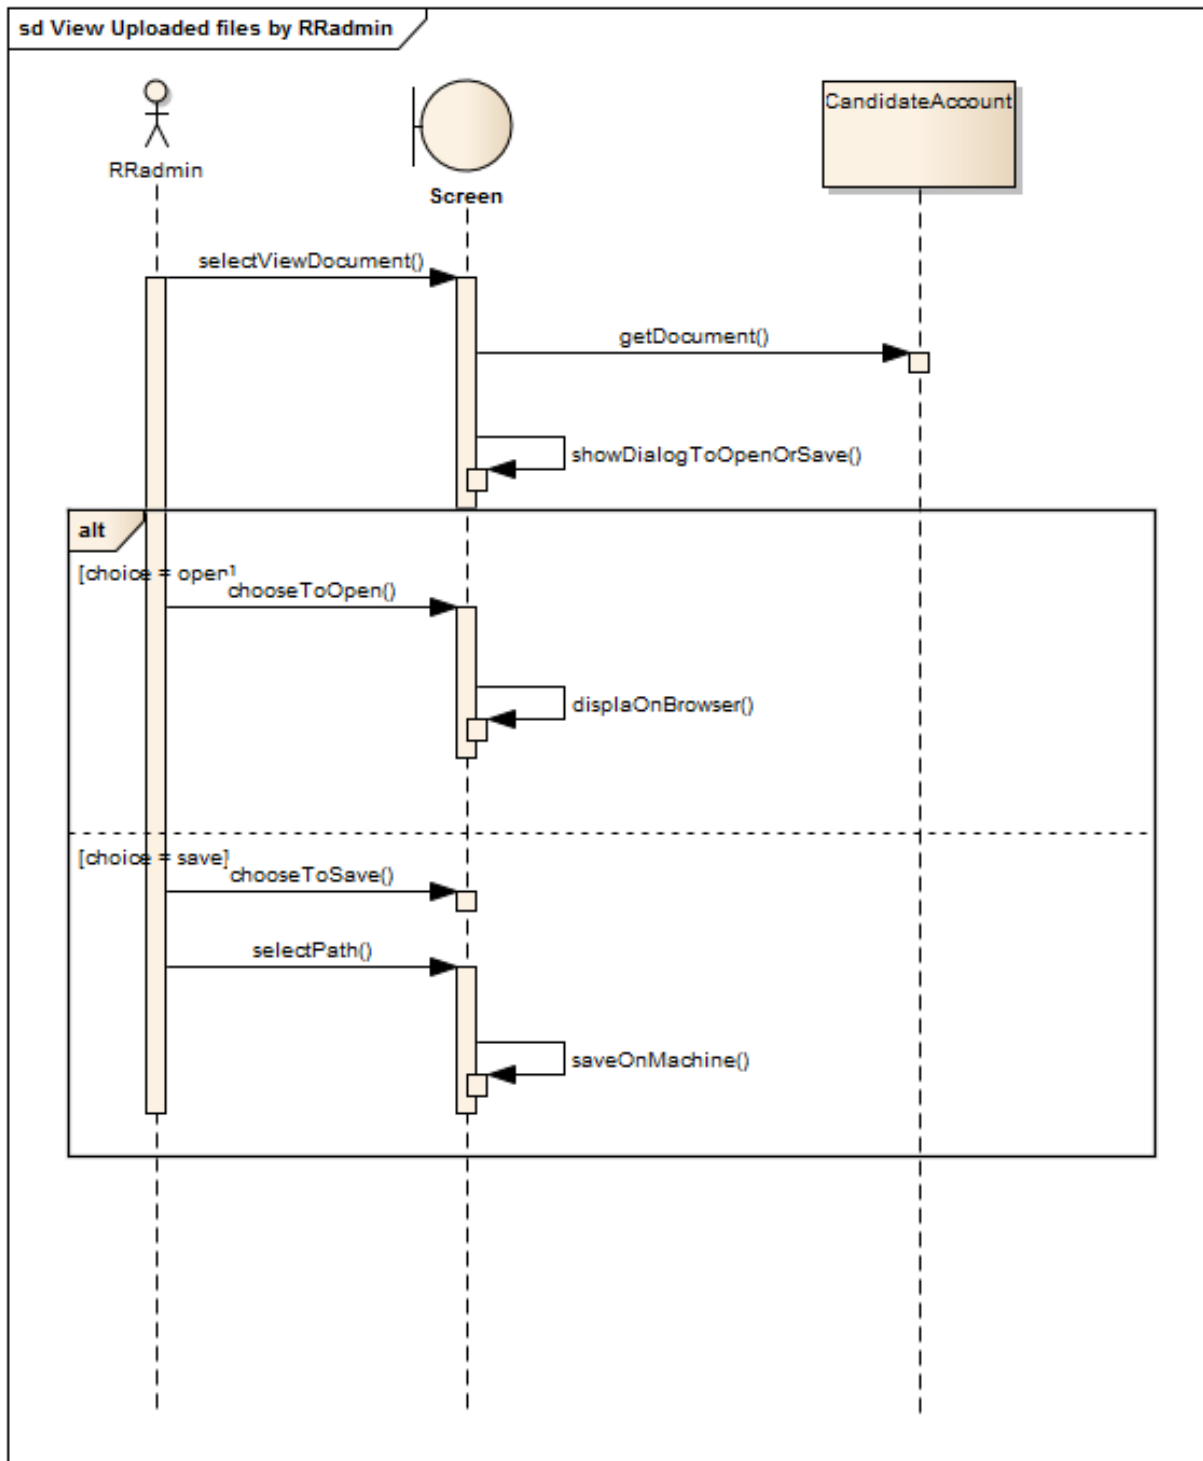 sd View Uploaded files by RRadmin
RRadmin
Screen
CandidateAccount
selectViewDocument()
getDocument()
showDialogToOpenOrSave()
alt
[choice = open]
chooseToOpen()
displaOnBrowser()
[choice = save]
chooseToSave()
selectPath()
saveOnMachine()